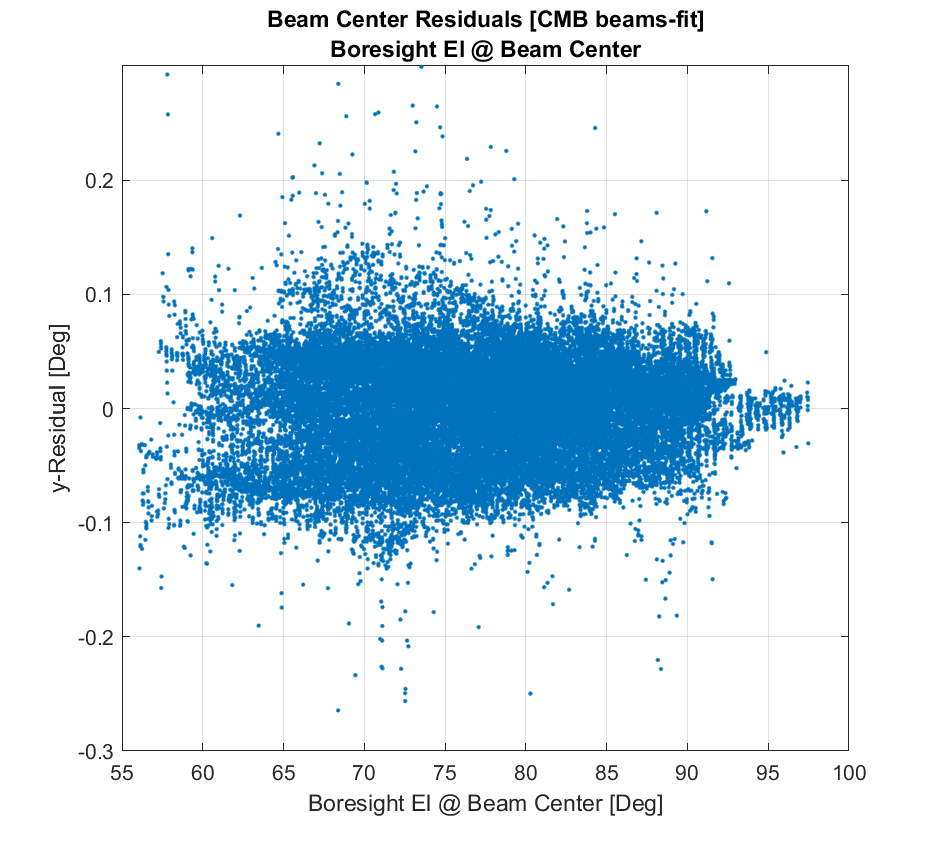 Beam Center Residuals [CMB beams-fit]
Boresight El @ Beam Center
0.2
0.1
0
-0.1
-0.2
-0.3
y-Residual [Deg]
55 60 65 70 75 80 85 90 95 100
Boresight El @ Beam Center [Deg]